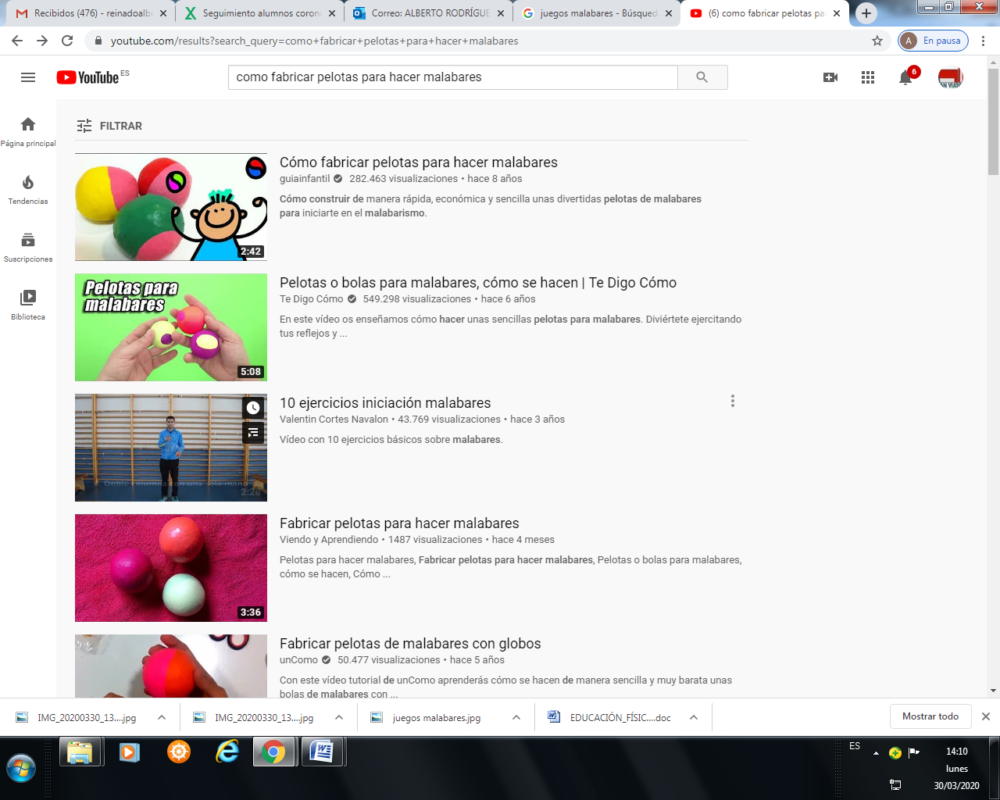 Recibidos (476) - reinadoalbe
Seguimiento alumnos corona
Correo: ALBERTO RODRÍGUE
juegos malabares - Búsqued
(6) como fabricar pelotas pa
youtube.com/results?search_query=como+fabricar+pelotas+para+hacer+malabares
A En pausa
YouTube ES
como fabricar pelotas para hacer malabares
6
FILTRAR
Página principal
Tendencias
Suscripciones
Biblioteca
2:42
Cómo fabricar pelotas para hacer malabares
guiainfantil 282.463 visualizaciones • hace 8 años
Cómo construir de manera rápida, económica y sencilla unas divertidas pelotas de malabares
para iniciarte en el malabarismo.
Pelotas para
malabares
5:08
Pelotas o bolas para malabares, cómo se hacen | Te Digo Cómo
Te Digo Cómo 549.298 visualizaciones • hace 6 años
En este vídeo os enseñamos cómo hacer unas sencillas pelotas para malabares. Diviértete ejercitando
tus reflejos y ...
Doble columna con una sola mano
2:28
10 ejercicios iniciación malabares
Valentin Cortes Navalon • 43.769 visualizaciones • hace 3 años
Vídeo con 10 ejercicios básicos sobre malabares.
3:36
Fabricar pelotas para hacer malabares
Viendo y Aprendiendo • 1487 visualizaciones • hace 4 meses
Pelotas para hacer malabares, Fabricar pelotas para hacer malabares, Pelotas o bolas para malabares,
cómo se hacen, Cómo ...
Fabricar pelotas de malabares con globos
unComo 50.477 visualizaciones • hace 5 años
Con este vídeo tutorial de unComo aprenderás cómo se hacen de manera sencilla y muy barata unas
bolas de malabares con ...
IMG_20200330_13....jpg
IMG_20200330_13....jpg
juegos malabares.jpg
EDUCACIÓN_FÍSIC....doc
Mostrar todo
ES
14:10
lunes
30/03/2020